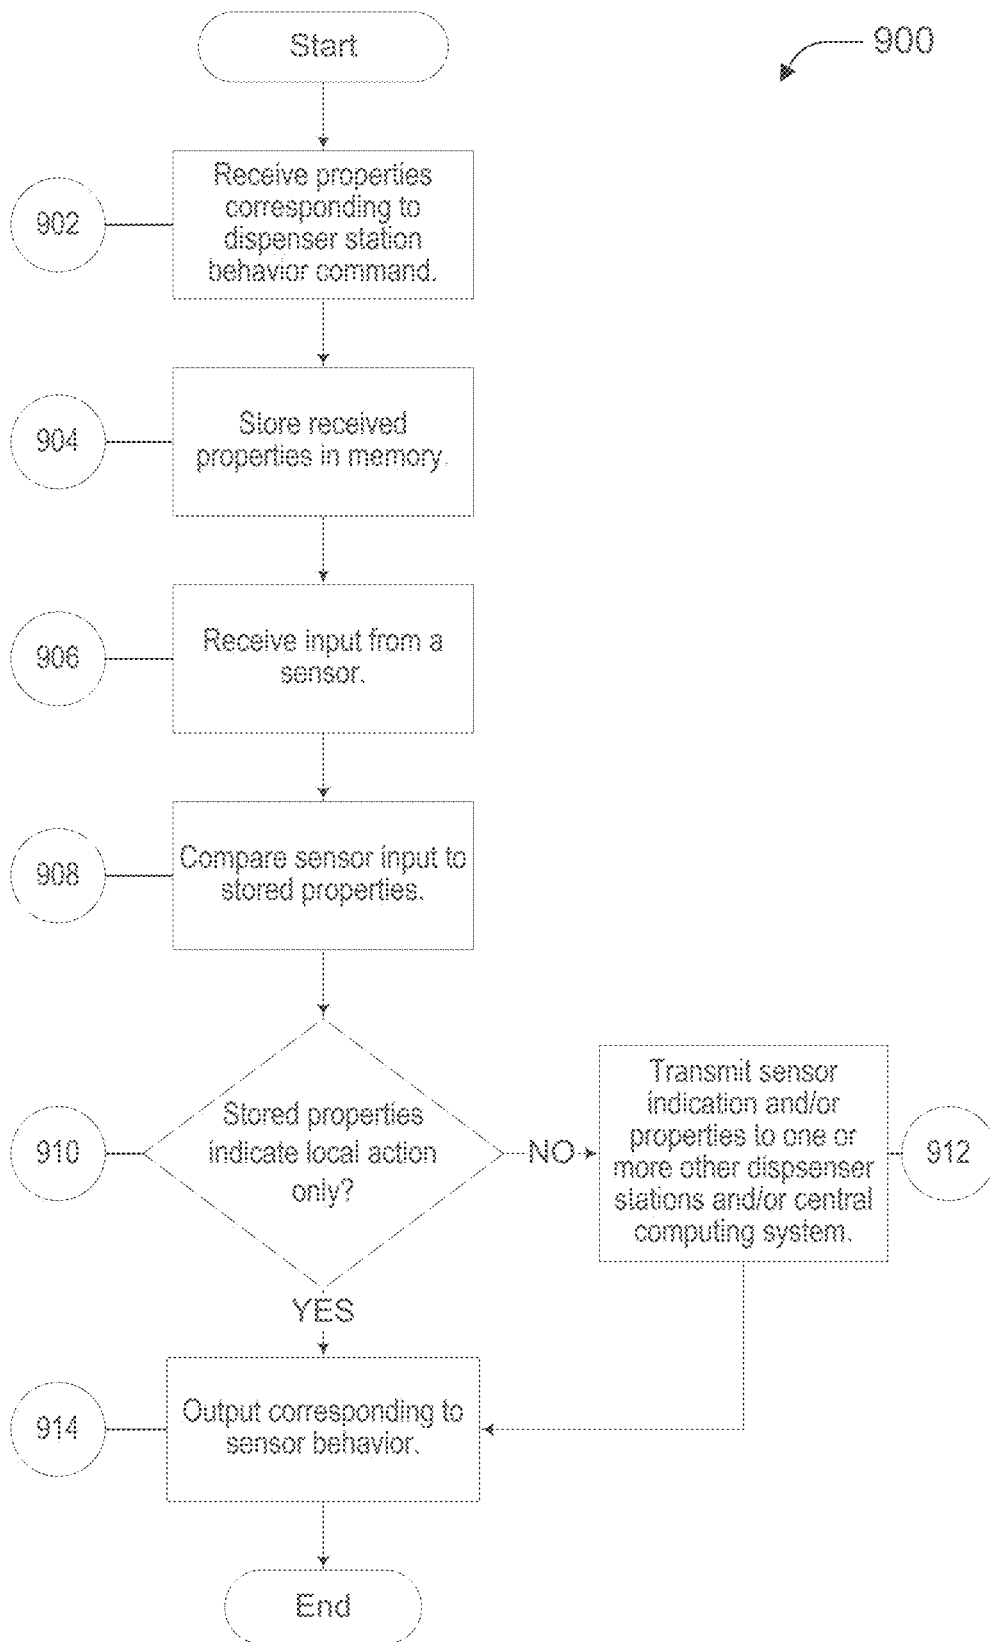 Start
900
Receive properties
corresponding to
dispenser station
behavior command.
902
Store received
properties in memory.
904
Receive input from a
sensor.
906
Compare sensor input to
stored properties.
908
Stored properties
indicate local action
only?
910
NO
Transmit sensor
indication and/or
properties to one or
more other dispsenser
stations and/or central
computing system.
912
YES
Output corresponding to
sensor behavior.
914
End